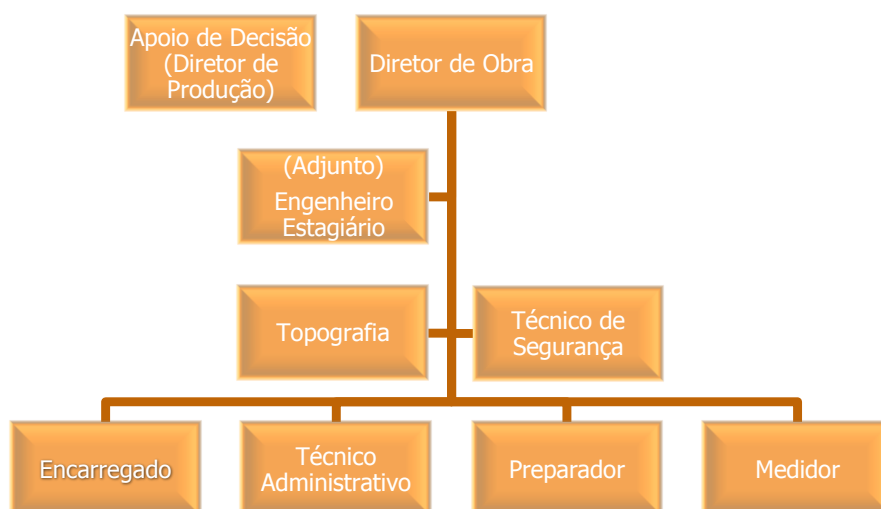 Apoio de Decisão
(Diretor de
Produção)
Diretor de Obra
(Adjunto)
Engenheiro
Estagiário
Topografia
Técnico de
Segurança
Encarregado
Técnico
Administrativo
Preparador
Medidor